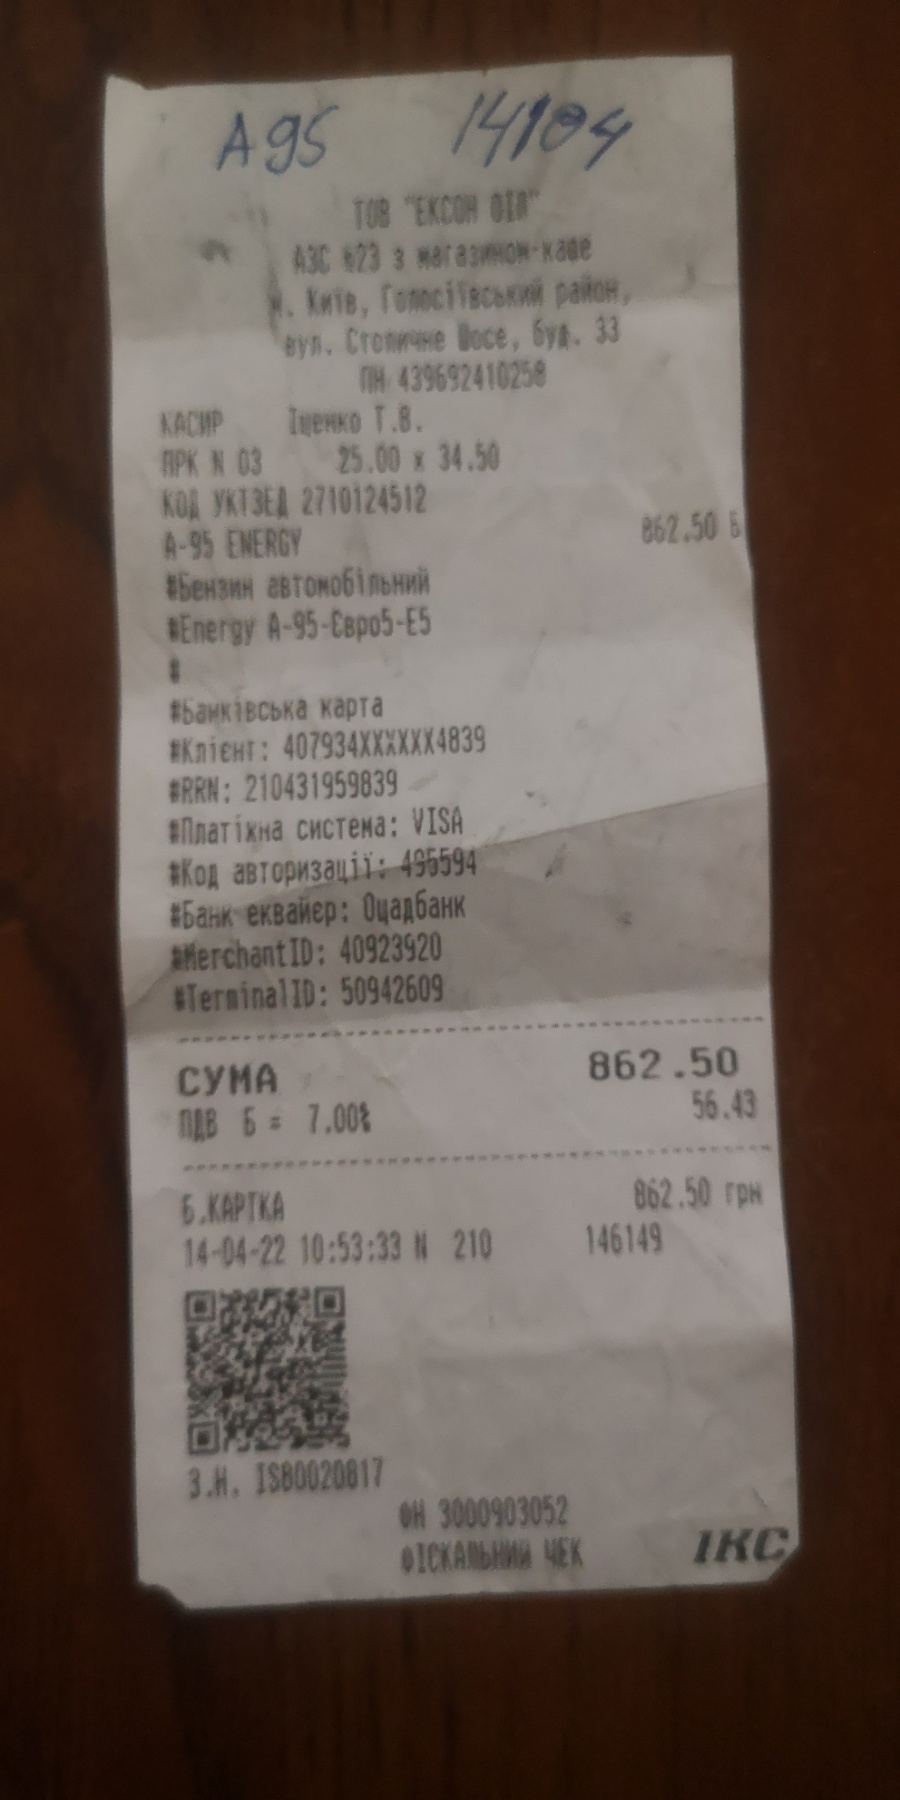 А95 14104
ТОВ "ЕКСОН ОІЛ"
АЗС №23 з магазином-кафе
м. Київ, Голосіївський район,
вул. Столичне Шосе, буд. 33
ПН 439692410258
КАСИР Іщенко Т.В.
ПРК N 03 25.00 x 34.50
КОД УКТЗЕД 2710124512
A-95 ENERGY 862.50 Б
#Бензин автомобільний
#Energy А-95-Євро5-Е5
#
#Банківська карта
#Клієнт: 407934XXXXXX4839
#RRN: 210431959839
#Платіжна система: VISA
#Код авторизації: 495594
#Банк еквайєр: Ощадбанк
#MerchantID: 40923920
#TerminalID: 50942609
СУМА 862.50
ПДВ Б = 7.00% 56.43
Б.КАРТКА 862.50 грн
14-04-22 10:53:33 N 210 146149
З.Н. ІS80020817
ФН 3000903052
ФІСКАЛЬНИЙ ЧЕК ІКС